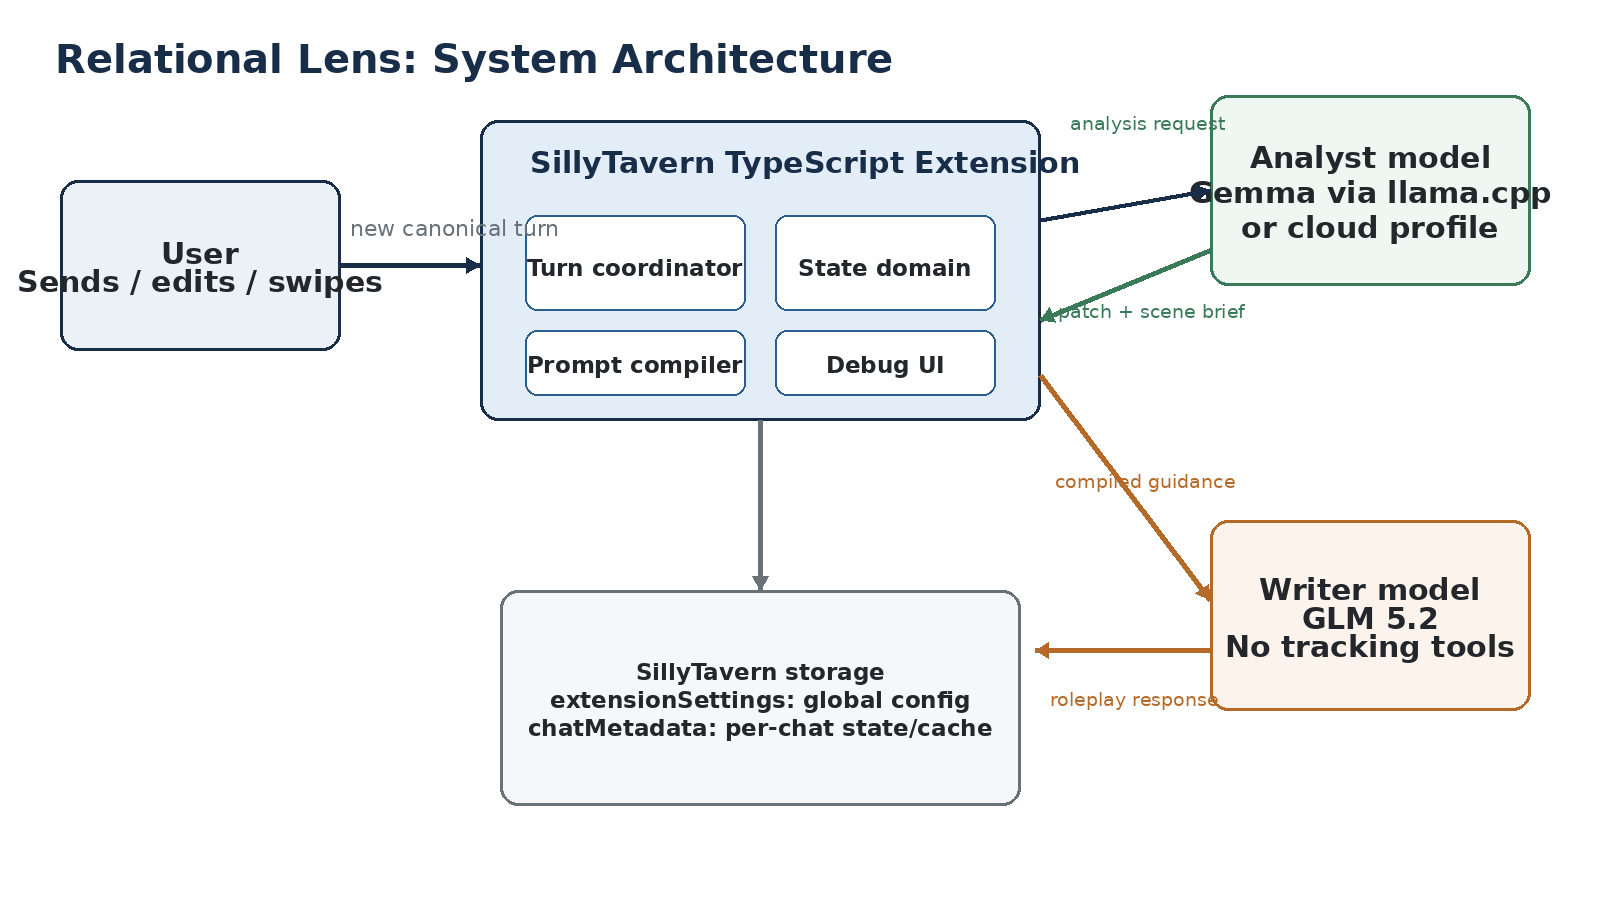 Relational Lens: System Architecture
analysis request
SillyTavern TypeScript Extension
Analyst model
Gemma via llama.cpp
or cloud profile
new canonical turn
User
Sends / edits / swipes
Turn coordinator
State domain
patch + scene brief
Prompt compiler
Debug UI
compiled guidance
Writer model
GLM 5.2
No tracking tools
SillyTavern storage
extensionSettings: global config
chatMetadata: per-chat state/cache
roleplay response